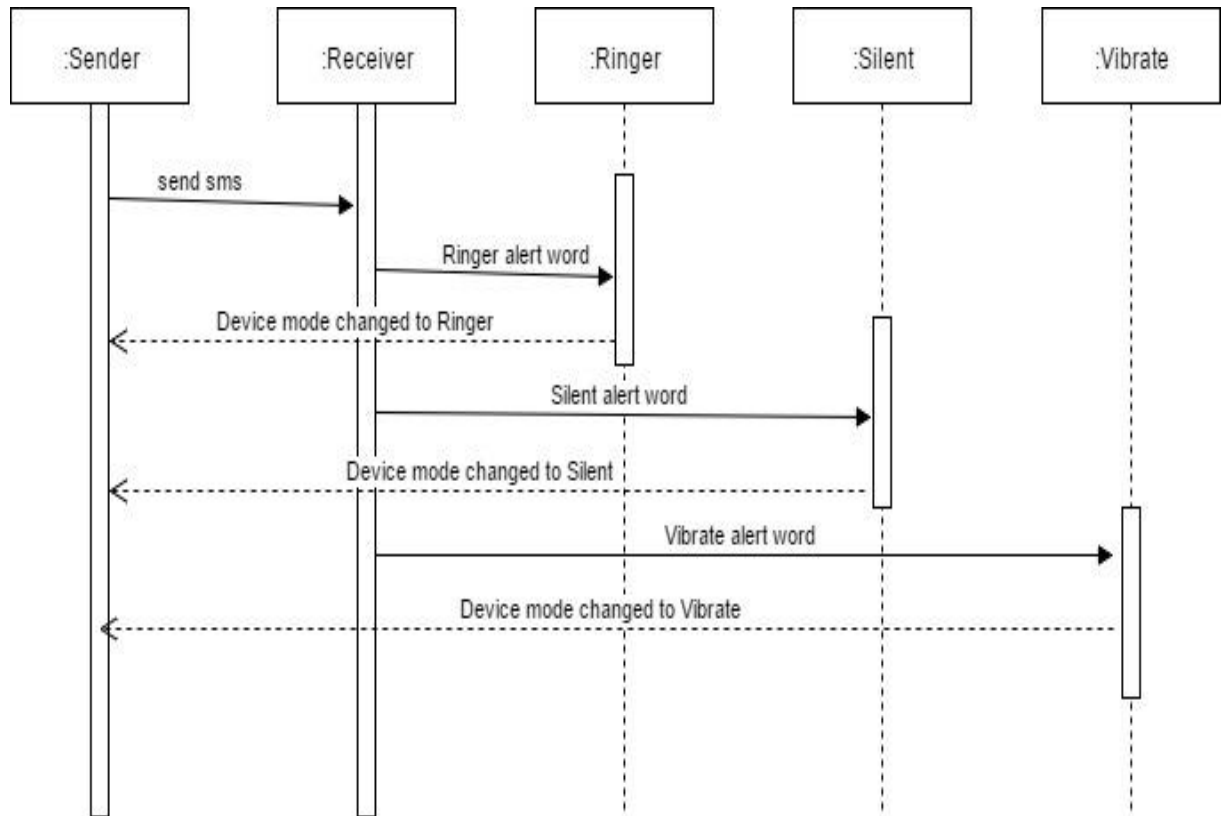 :Sender
:Receiver
:Ringer
:Silent
:Vibrate
send sms
Ringer alert word
Device mode changed to Ringer
Silent alert word
Device mode changed to Silent
Vibrate alert word
Device mode changed to Vibrate